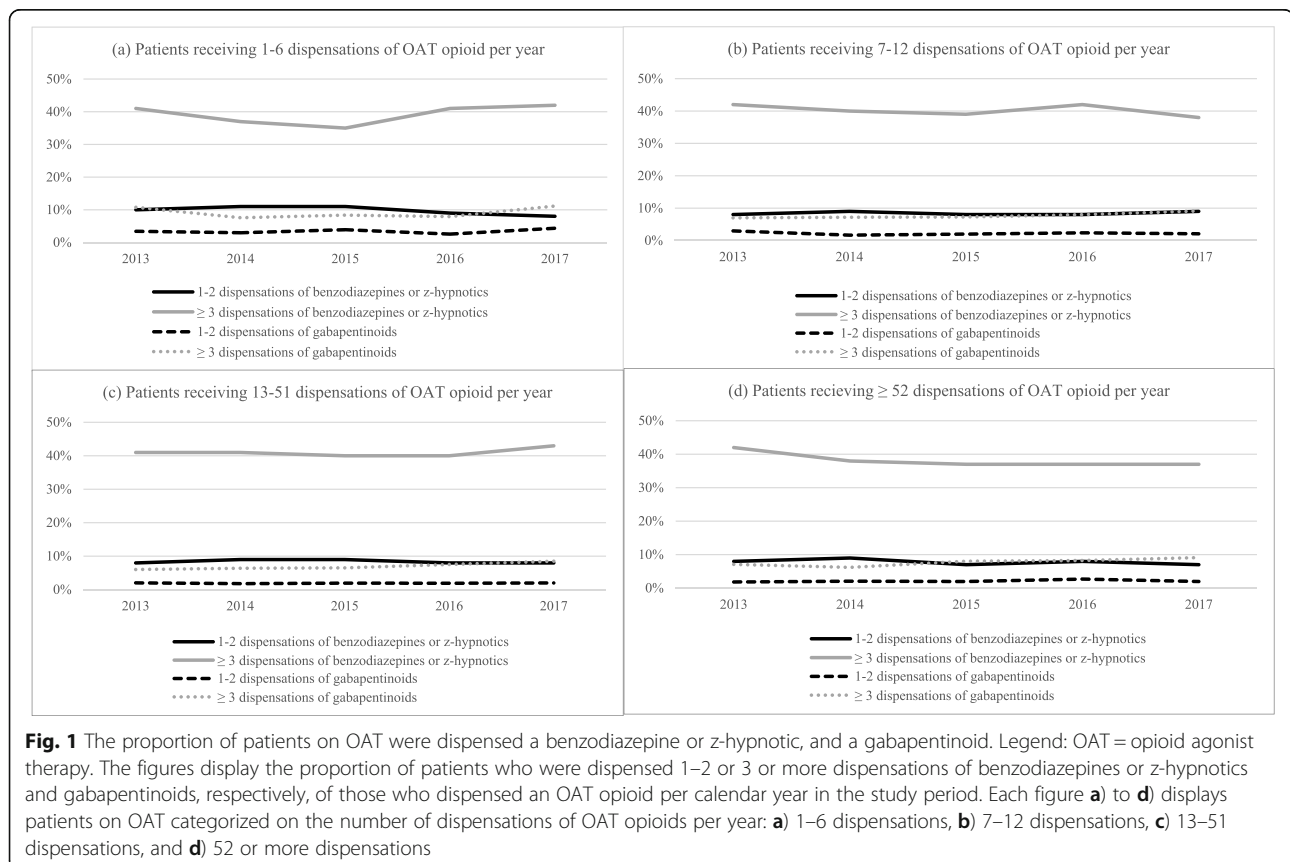 (a) Patients receiving 1-6 dispensations of OAT opioid per year
50%
40%
30%
20%
10%
0%
2013 2014 2015 2016 2017
1-2 dispensations of benzodiazepines or z-hypnotics
≥ 3 dispensations of benzodiazepines or z-hypnotics
1-2 dispensations of gabapentinoids
≥ 3 dispensations of gabapentinoids
(b) Patients receiving 7-12 dispensations of OAT opioid per year
50%
40%
30%
20%
10%
0%
2013 2014 2015 2016 2017
1-2 dispensations of benzodiazepines or z-hypnotics
≥ 3 dispensations of benzodiazepines or z-hypnotics
1-2 dispensations of gabapentinoids
≥ 3 dispensations of gabapentinoids
(c) Patients receiving 13-51 dispensations of OAT opioid per year
50%
40%
30%
20%
10%
0%
2013 2014 2015 2016 2017
1-2 dispensations of benzodiazepines or z-hypnotics
≥ 3 dispensations of benzodiazepines or z-hypnotics
1-2 dispensations of gabapentinoids
≥ 3 dispensations of gabapentinoids
(d) Patients recieving ≥ 52 dispensations of OAT opioid per year
50%
40%
30%
20%
10%
0%
2013 2014 2015 2016 2017
1-2 dispensations of benzodiazepines or z-hypnotics
≥ 3 dispensations of benzodiazepines or z-hypnotics
1-2 dispensations of gabapentinoids
≥ 3 dispensations of gabapentinoids
Fig. 1 The proportion of patients on OAT were dispensed a benzodiazepine or z-hypnotic, and a gabapentinoid. Legend: OAT = opioid agonist
therapy. The figures display the proportion of patients who were dispensed 1–2 or 3 or more dispensations of benzodiazepines or z-hypnotics
and gabapentinoids, respectively, of those who dispensed an OAT opioid per calendar year in the study period. Each figure a) to d) displays
patients on OAT categorized on the number of dispensations of OAT opioids per year: a) 1–6 dispensations, b) 7–12 dispensations, c) 13–51
dispensations, and d) 52 or more dispensations